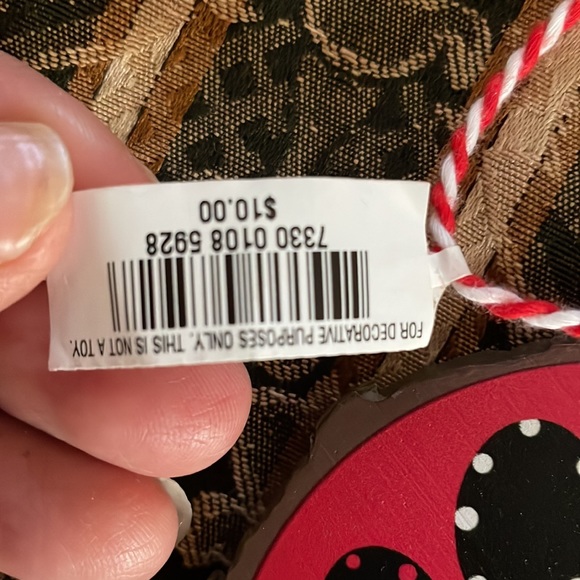 FOR DECORATIVE PURPOSES ONLY. THIS IS NOT A TOY.
7330 0108 5928
$10.00